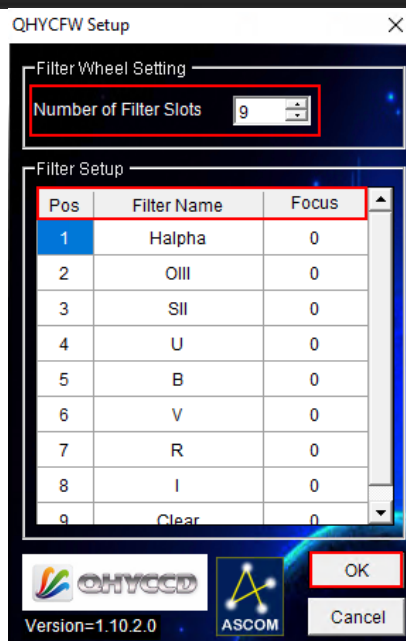 QHYCFW Setup
Filter Wheel Setting
Number of Filter Slots 9
Filter Setup
Pos Filter Name Focus
1 Halpha 0
2 OIII 0
3 SII 0
4 U 0
5 B 0
6 V 0
7 R 0
8 I 0
9 Clear 0
OK
QHYCCD
ASCOM
Cancel
Version=1.10.2.0